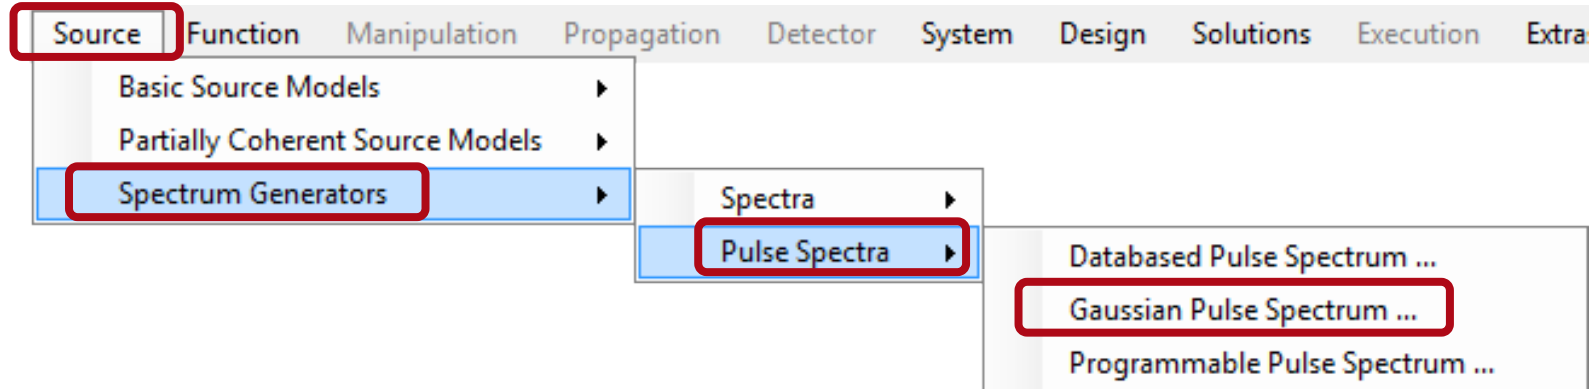 Source Function Manipulation Propagation Detector System Design Solutions Execution Extra
Basic Source Models
Partially Coherent Source Models
Spectrum Generators
Spectra
Pulse Spectra
Databased Pulse Spectrum ...
Gaussian Pulse Spectrum ...
Programmable Pulse Spectrum ...